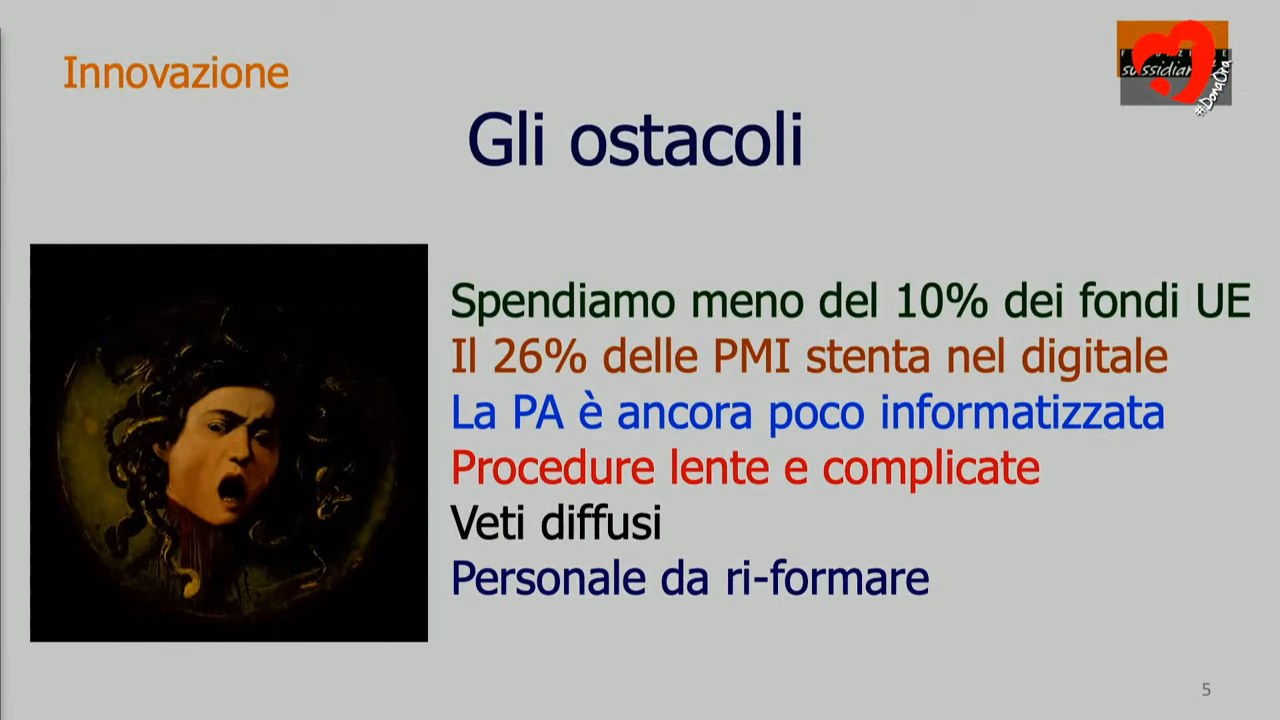 Innovazione
#DonaOra
Gli ostacoli
Spendiamo meno del 10% dei fondi UE
Il 26% delle PMI stenta nel digitale
La PA è ancora poco informatizzata
Procedure lente e complicate
Veti diffusi
Personale da ri-formare
5